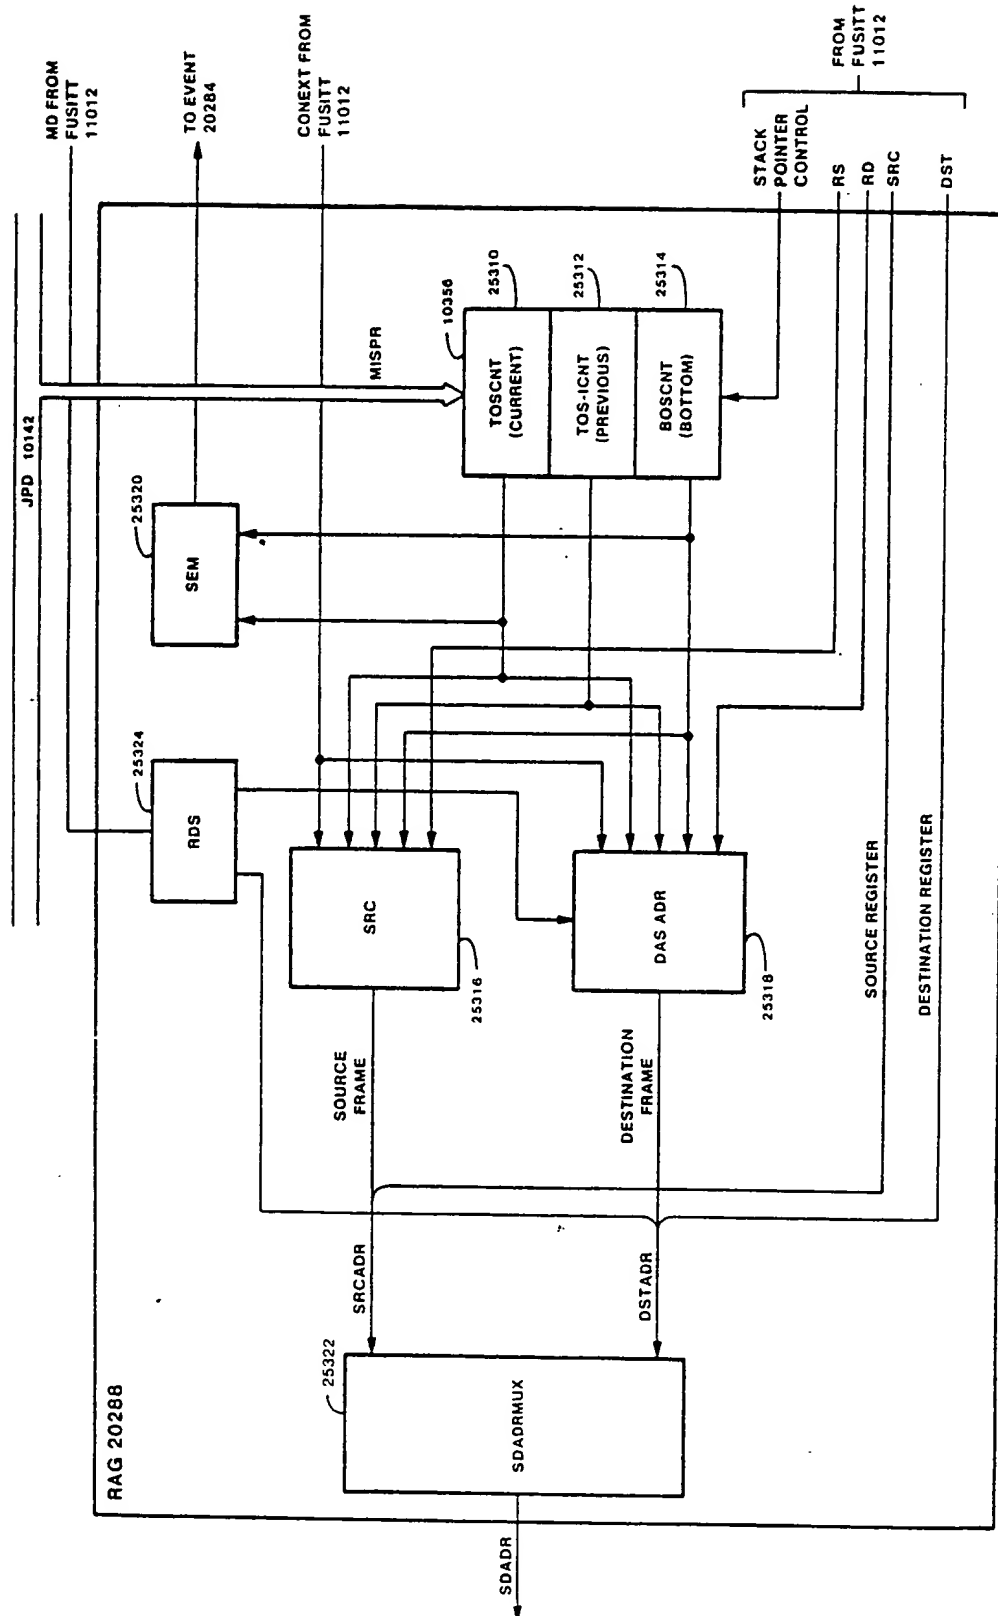 JPD 10142
MD FROM
FUSITT
11012
TO EVENT
20284
CONEXT FROM
FUSITT
11012
FROM
FUSITT
11012
STACK
POINTER
CONTROL
RS
RD
SRC
DST
RAG 20288
25324
RDS
25320
SEM
MISPR
10356
25310
25312
25314
TOSCNT
(CURRENT)
TOS-ICNT
(PREVIOUS)
BOSCNT
(BOTTOM)
SRC
25316
DAS ADR
25318
SOURCE REGISTER
DESTINATION REGISTER
SOURCE
FRAME
DESTINATION
FRAME
SRCADR
DSTADR
25322
SDADRMUX
SDADR